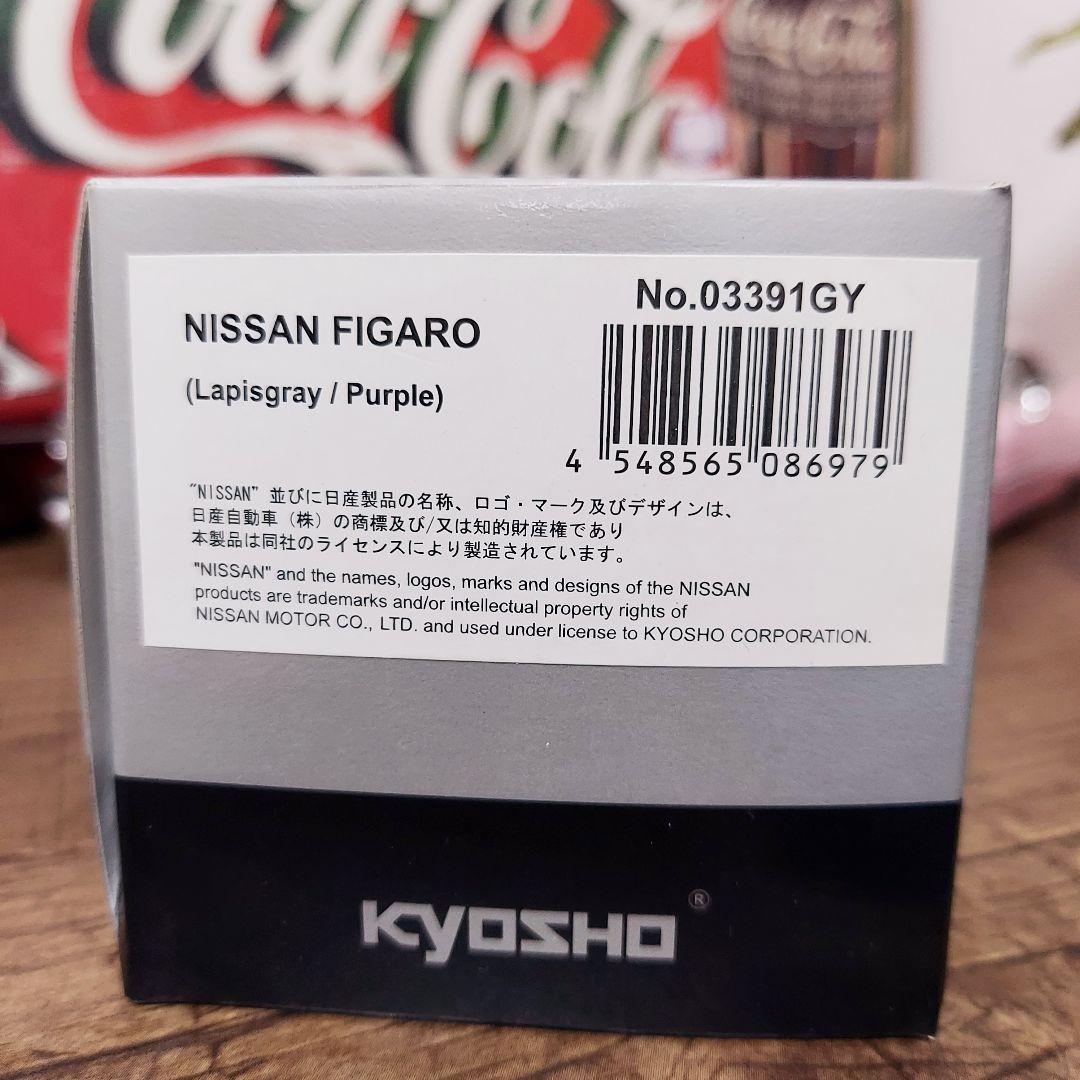 Coca Cola
Coca-Cola
NISSAN FIGARO
(Lapisgray / Purple)
No.03391GY
4 548565 086979
"NISSAN" 並びに日産製品の名称、ロゴ・マーク及びデザインは、
日産自動車（株）の商標及び/又は知的財産権であり
本製品は同社のライセンスにより製造されています。
"NISSAN" and the names, logos, marks and designs of the NISSAN
products are trademarks and/or intellectual property rights of
NISSAN MOTOR CO., LTD. and used under license to KYOSHO CORPORATION.
KYOSHO®